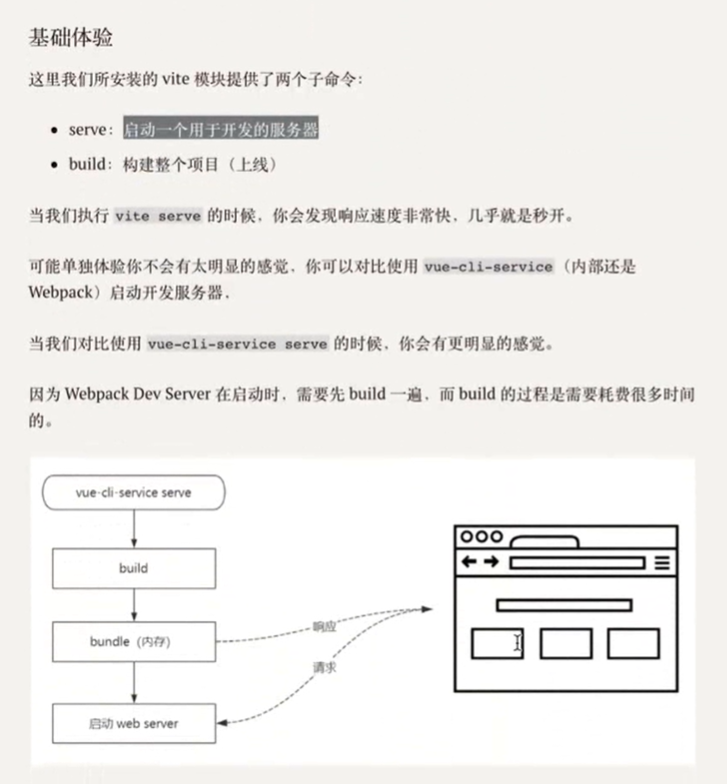 基础体验
这里我们所安装的 vite 模块提供了两个子命令：
• serve：启动一个用于开发的服务器
• build：构建整个项目（上线）
当我们执行 vite serve 的时候，你会发现响应速度非常快，几乎就是秒开。
可能单独体验你不会有太明显的感觉，你可以对比使用 vue-cli-service（内部还是
Webpack）启动开发服务器，
当我们对比使用 vue-cli-service serve 的时候，你会有更明显的感觉。
因为 Webpack Dev Server 在启动时，需要先 build 一遍，而 build 的过程是需要耗费很多时间
的。
vue-cli-service serve
build
bundle（内存）
响应
请求
启动 web server